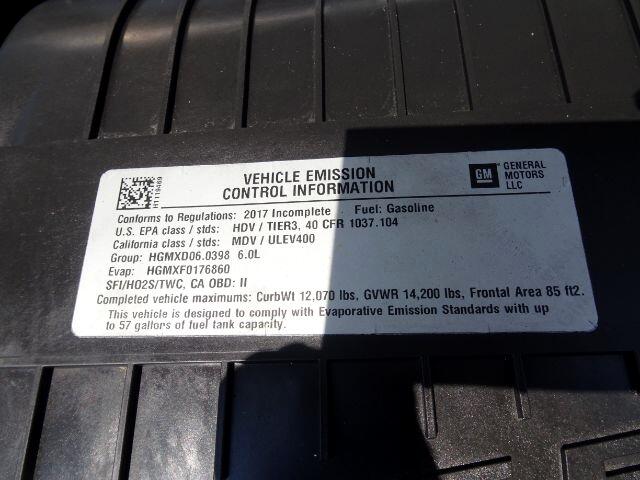 VEHICLE EMISSION
CONTROL INFORMATION
GM
GENERAL
MOTORS
LLC
H1119469
Conforms to Regulations: 2017 Incomplete Fuel: Gasoline
U.S. EPA class / stds: HDV / TIER3, 40 CFR 1037.104
California class / stds: MDV / ULEV400
Group: HGMXD06.0398 6.0L
Evap: HGMXF0176860
SFI/HO2S/TWC, CA OBD: II
Completed vehicle maximums: CurbWt 12,070 lbs, GVWR 14,200 lbs, Frontal Area 85 ft2.
This vehicle is designed to comply with Evaporative Emission Standards with up
to 57 gallons of fuel tank capacity.